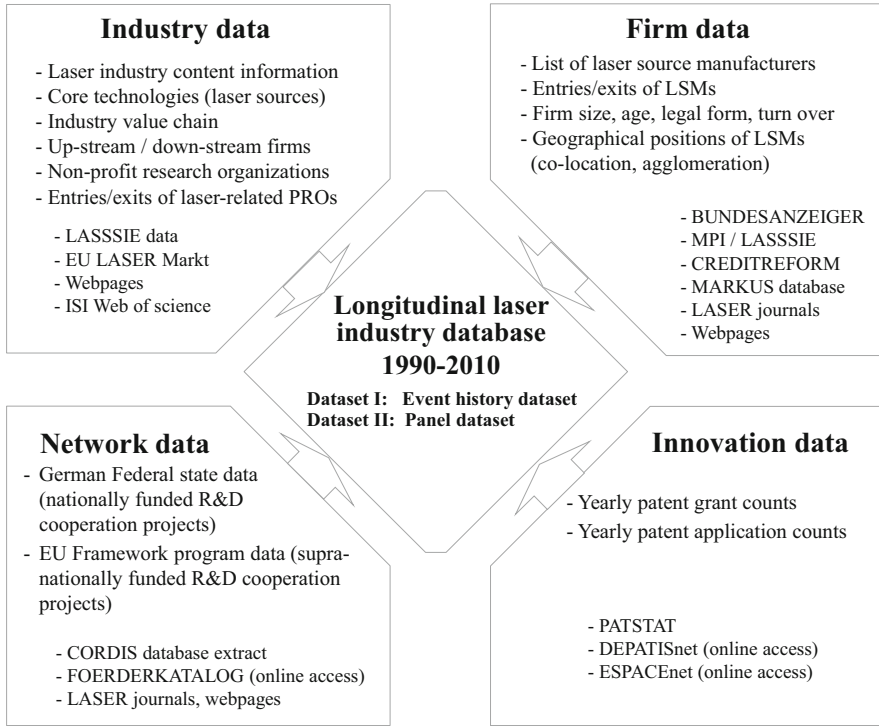 Industry data
- Laser industry content information
- Core technologies (laser sources)
- Industry value chain
- Up-stream / down-stream firms
- Non-profit research organizations
- Entries/exits of laser-related PROs
- LASSSIE data
- EU LASER Markt
- Webpages
- ISI Web of science
Firm data
- List of laser source manufacturers
- Entries/exits of LSMs
- Firm size, age, legal form, turn over
- Geographical positions of LSMs
(co-location, agglomeration)
- BUNDESANZEIGER
- MPI / LASSSIE
- CREDITREFORM
- MARKUS database
- LASER journals
- Webpages
Longitudinal laser
industry database
1990-2010
Dataset I: Event history dataset
Dataset II: Panel dataset
Network data
- German Federal state data
(nationally funded R&D
cooperation projects)
- EU Framework program data (supra-
nationally funded R&D cooperation
projects)
- CORDIS database extract
- FOERDERKATALOG (online access)
- LASER journals, webpages
Innovation data
- Yearly patent grant counts
- Yearly patent application counts
- PATSTAT
- DEPATISnet (online access)
- ESPACEnet (online access)